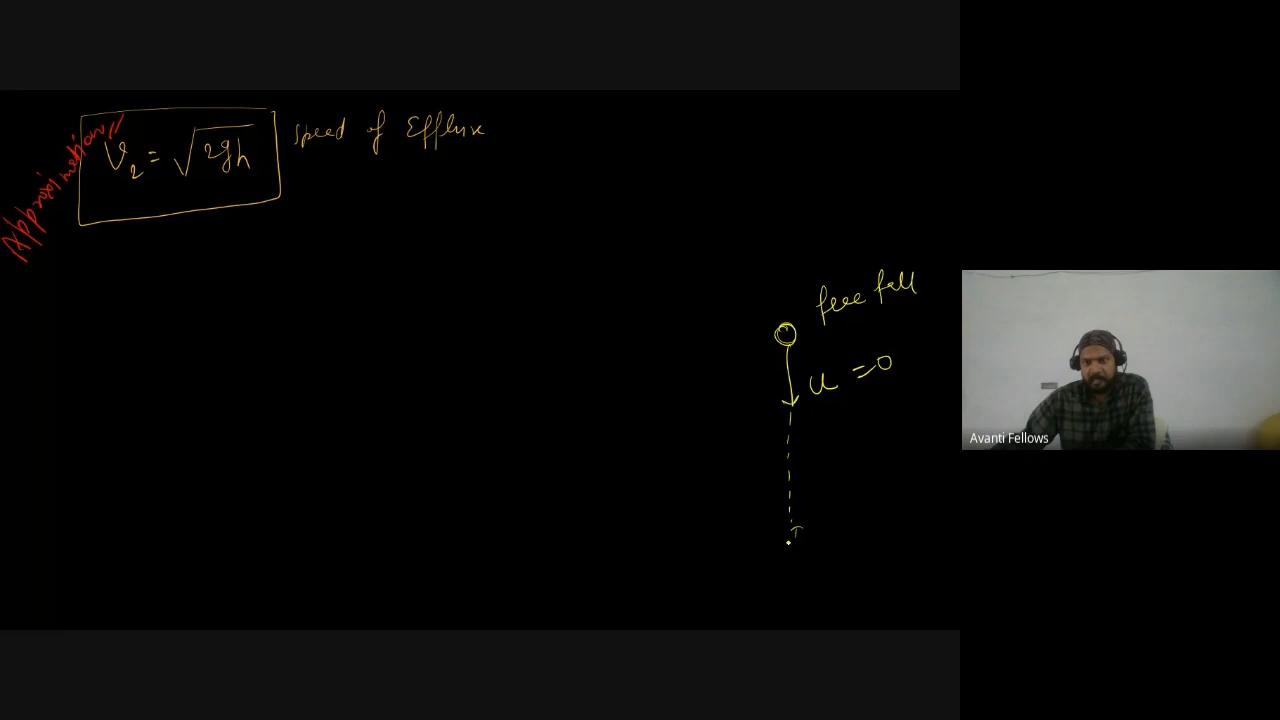 Approximation
V₂ = √2gh
Speed of Efflux
free fall
u = 0
Avanti Fellows